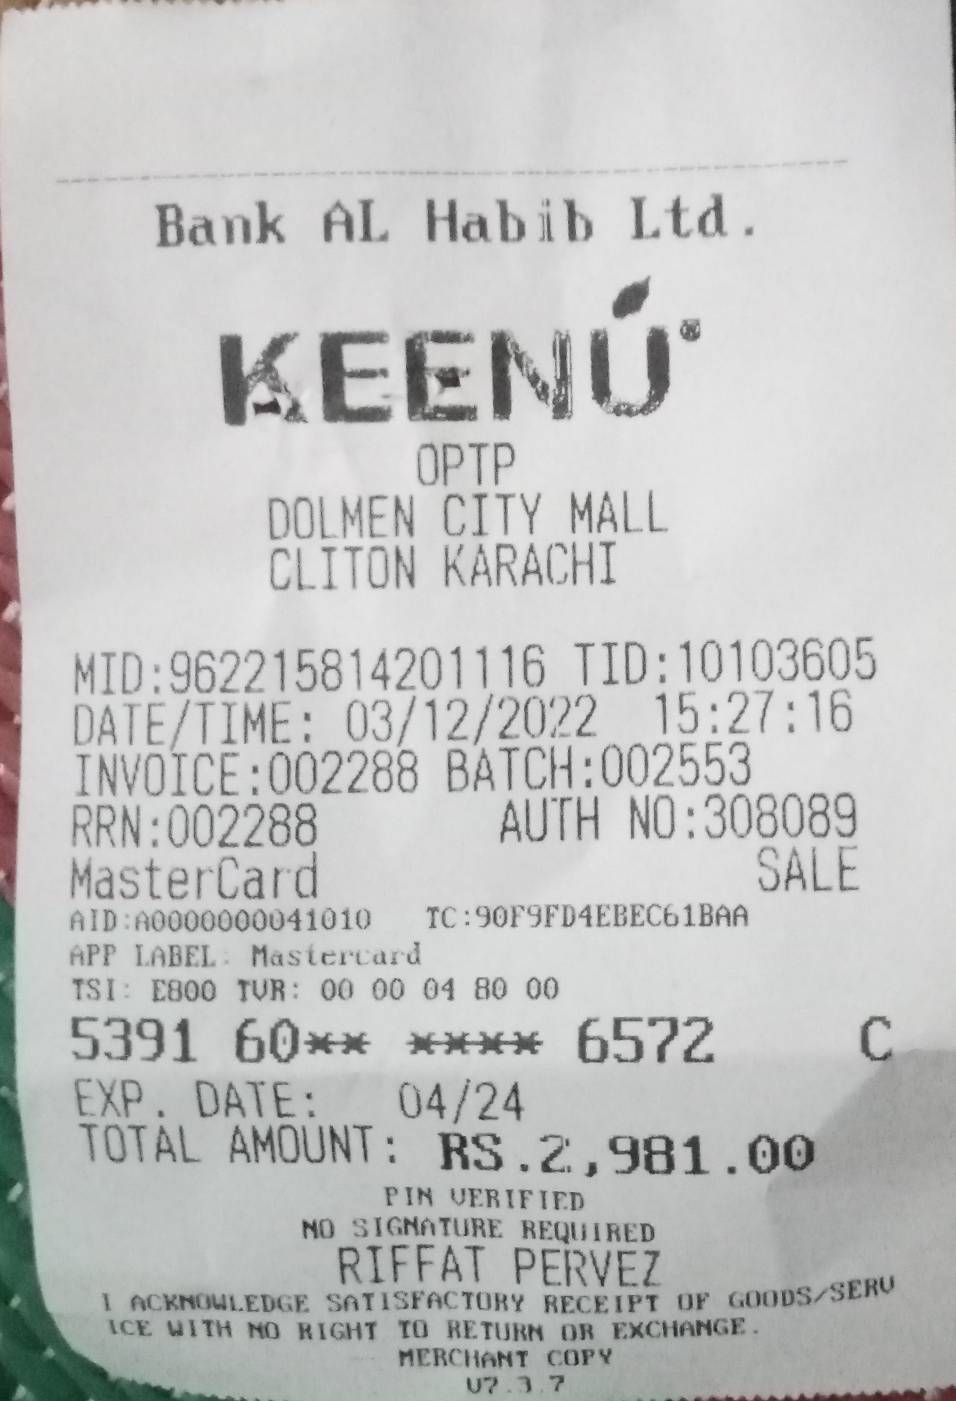 Bank AL Habib Ltd.
KEENÚ®
OPTP
DOLMEN CITY MALL
CLITON KARACHI
MID:962215814201116 TID:10103605
DATE/TIME: 03/12/2022 15:27:16
INVOICE:002288 BATCH:002553
RRN:002288 AUTH NO:308089
MasterCard SALE
AID:A0000000041010 TC:90F9FD4EBEC61BAA
APP LABEL: Mastercard
TSI: E800 TVR: 00 00 04 80 00
5391 60** **** 6572 C
EXP. DATE: 04/24
TOTAL AMOUNT: RS.2,981.00
PIN VERIFIED
NO SIGNATURE REQUIRED
RIFFAT PERVEZ
I ACKNOWLEDGE SATISFACTORY RECEIPT OF GOODS/SERV
ICE WITH NO RIGHT TO RETURN OR EXCHANGE.
MERCHANT COPY
V7.3.7